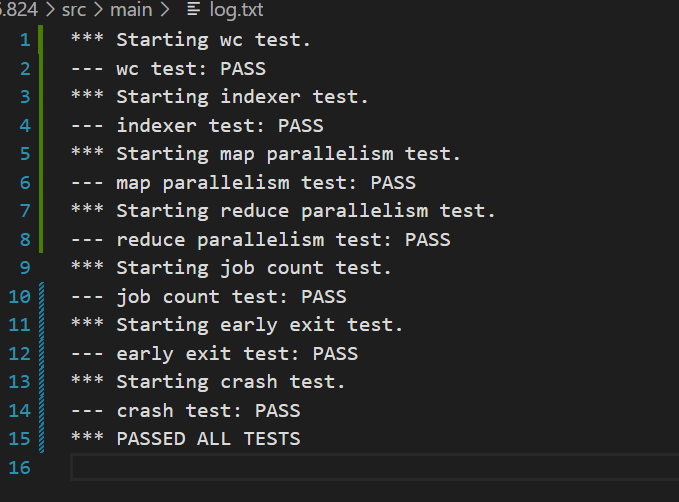 6.824 > src > main > log.txt
1 *** Starting wc test.
2 --- wc test: PASS
3 *** Starting indexer test.
4 --- indexer test: PASS
5 *** Starting map parallelism test.
6 --- map parallelism test: PASS
7 *** Starting reduce parallelism test.
8 --- reduce parallelism test: PASS
9 *** Starting job count test.
10 --- job count test: PASS
11 *** Starting early exit test.
12 --- early exit test: PASS
13 *** Starting crash test.
14 --- crash test: PASS
15 *** PASSED ALL TESTS
16